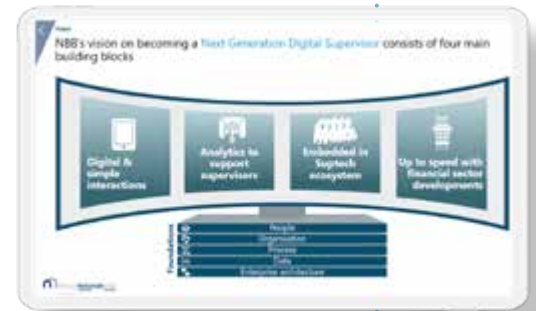 NBB's vision on becoming a Next Generation Digital Supervisor consists of four main
building blocks
Digital &
simple
interactions
Analytics to
support
supervisors
Embedded in
Suptech
ecosystem
Up to speed with
financial sector
developments
Foundations
People
Organisation
Process
Data
Enterprise architecture